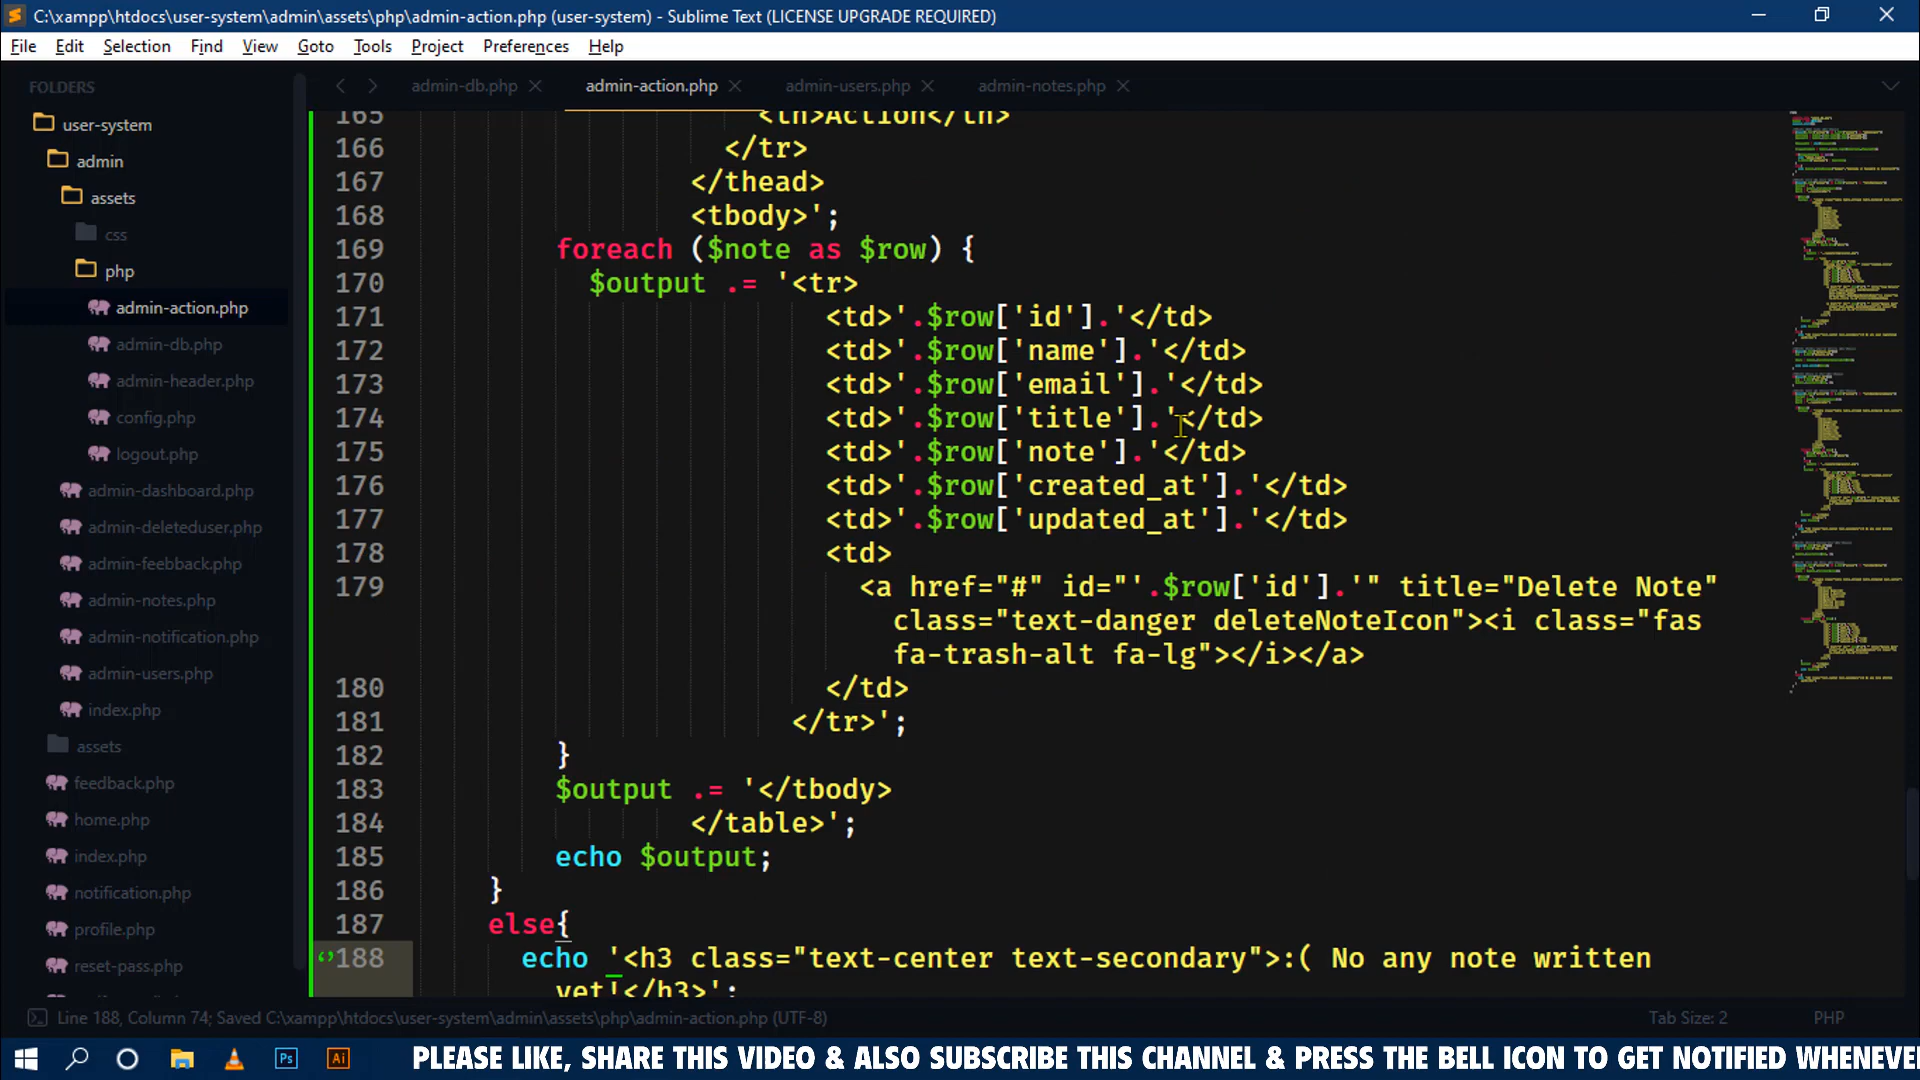 C:\xampp\htdocs\user-system\admin\assets\php\admin-action.php (user-system) - Sublime Text (LICENSE UPGRADE REQUIRED)
File Edit Selection Find View Goto Tools Project Preferences Help
FOLDERS
user-system
admin
assets
css
php
admin-action.php
admin-db.php
admin-header.php
config.php
logout.php
admin-dashboard.php
admin-deleteduser.php
admin-feebback.php
admin-notes.php
admin-notification.php
admin-users.php
index.php
assets
feedback.php
home.php
index.php
notification.php
profile.php
reset-pass.php
admin-db.php admin-action.php admin-users.php admin-notes.php
165 <th>Action</th>
166 </tr>
167 </thead>
168 <tbody>';
169 foreach ($note as $row) {
170 $output .= '<tr>
171 <td>'.$row['id'].'</td>
172 <td>'.$row['name'].'</td>
173 <td>'.$row['email'].'</td>
174 <td>'.$row['title'].'</td>
175 <td>'.$row['note'].'</td>
176 <td>'.$row['created_at'].'</td>
177 <td>'.$row['updated_at'].'</td>
178 <td>
179 <a href="#" id="'.$row['id'].'" title="Delete Note"
class="text-danger deleteNoteIcon"><i class="fas
fa-trash-alt fa-lg"></i></a>
180 </td>
181 </tr>';
182 }
183 $output .= '</tbody>
184 </table>';
185 echo $output;
186 }
187 else{
188 echo '<h3 class="text-center text-secondary">:( No any note written
yet!</h3>';
Line 188, Column 74; Saved C:\xampp\htdocs\user-system\admin\assets\php\admin-action.php (UTF-8) Tab Size: 2 PHP
Ps Ai PLEASE LIKE, SHARE THIS VIDEO & ALSO SUBSCRIBE THIS CHANNEL & PRESS THE BELL ICON TO GET NOTIFIED WHENEVE